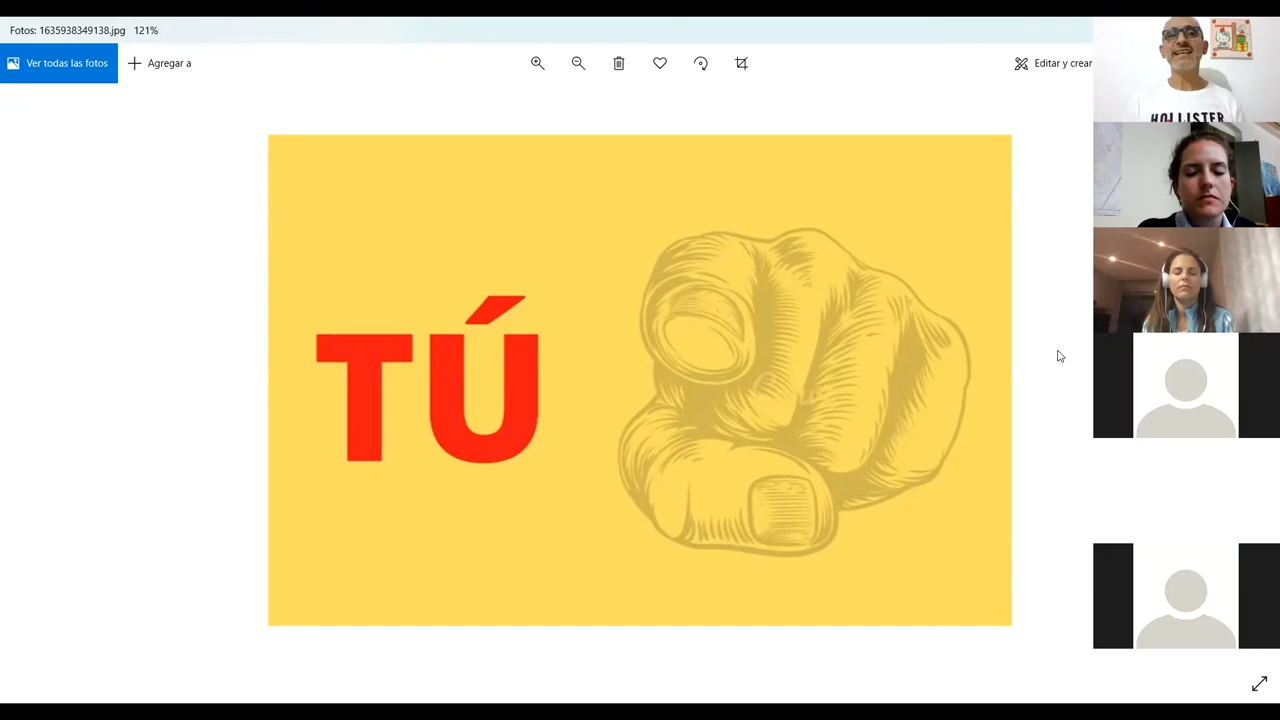 Fotos: 1635938349138.jpg 121%
Ver todas las fotos
Agregar a
Editar y crear
HOLLISTER
TÚ